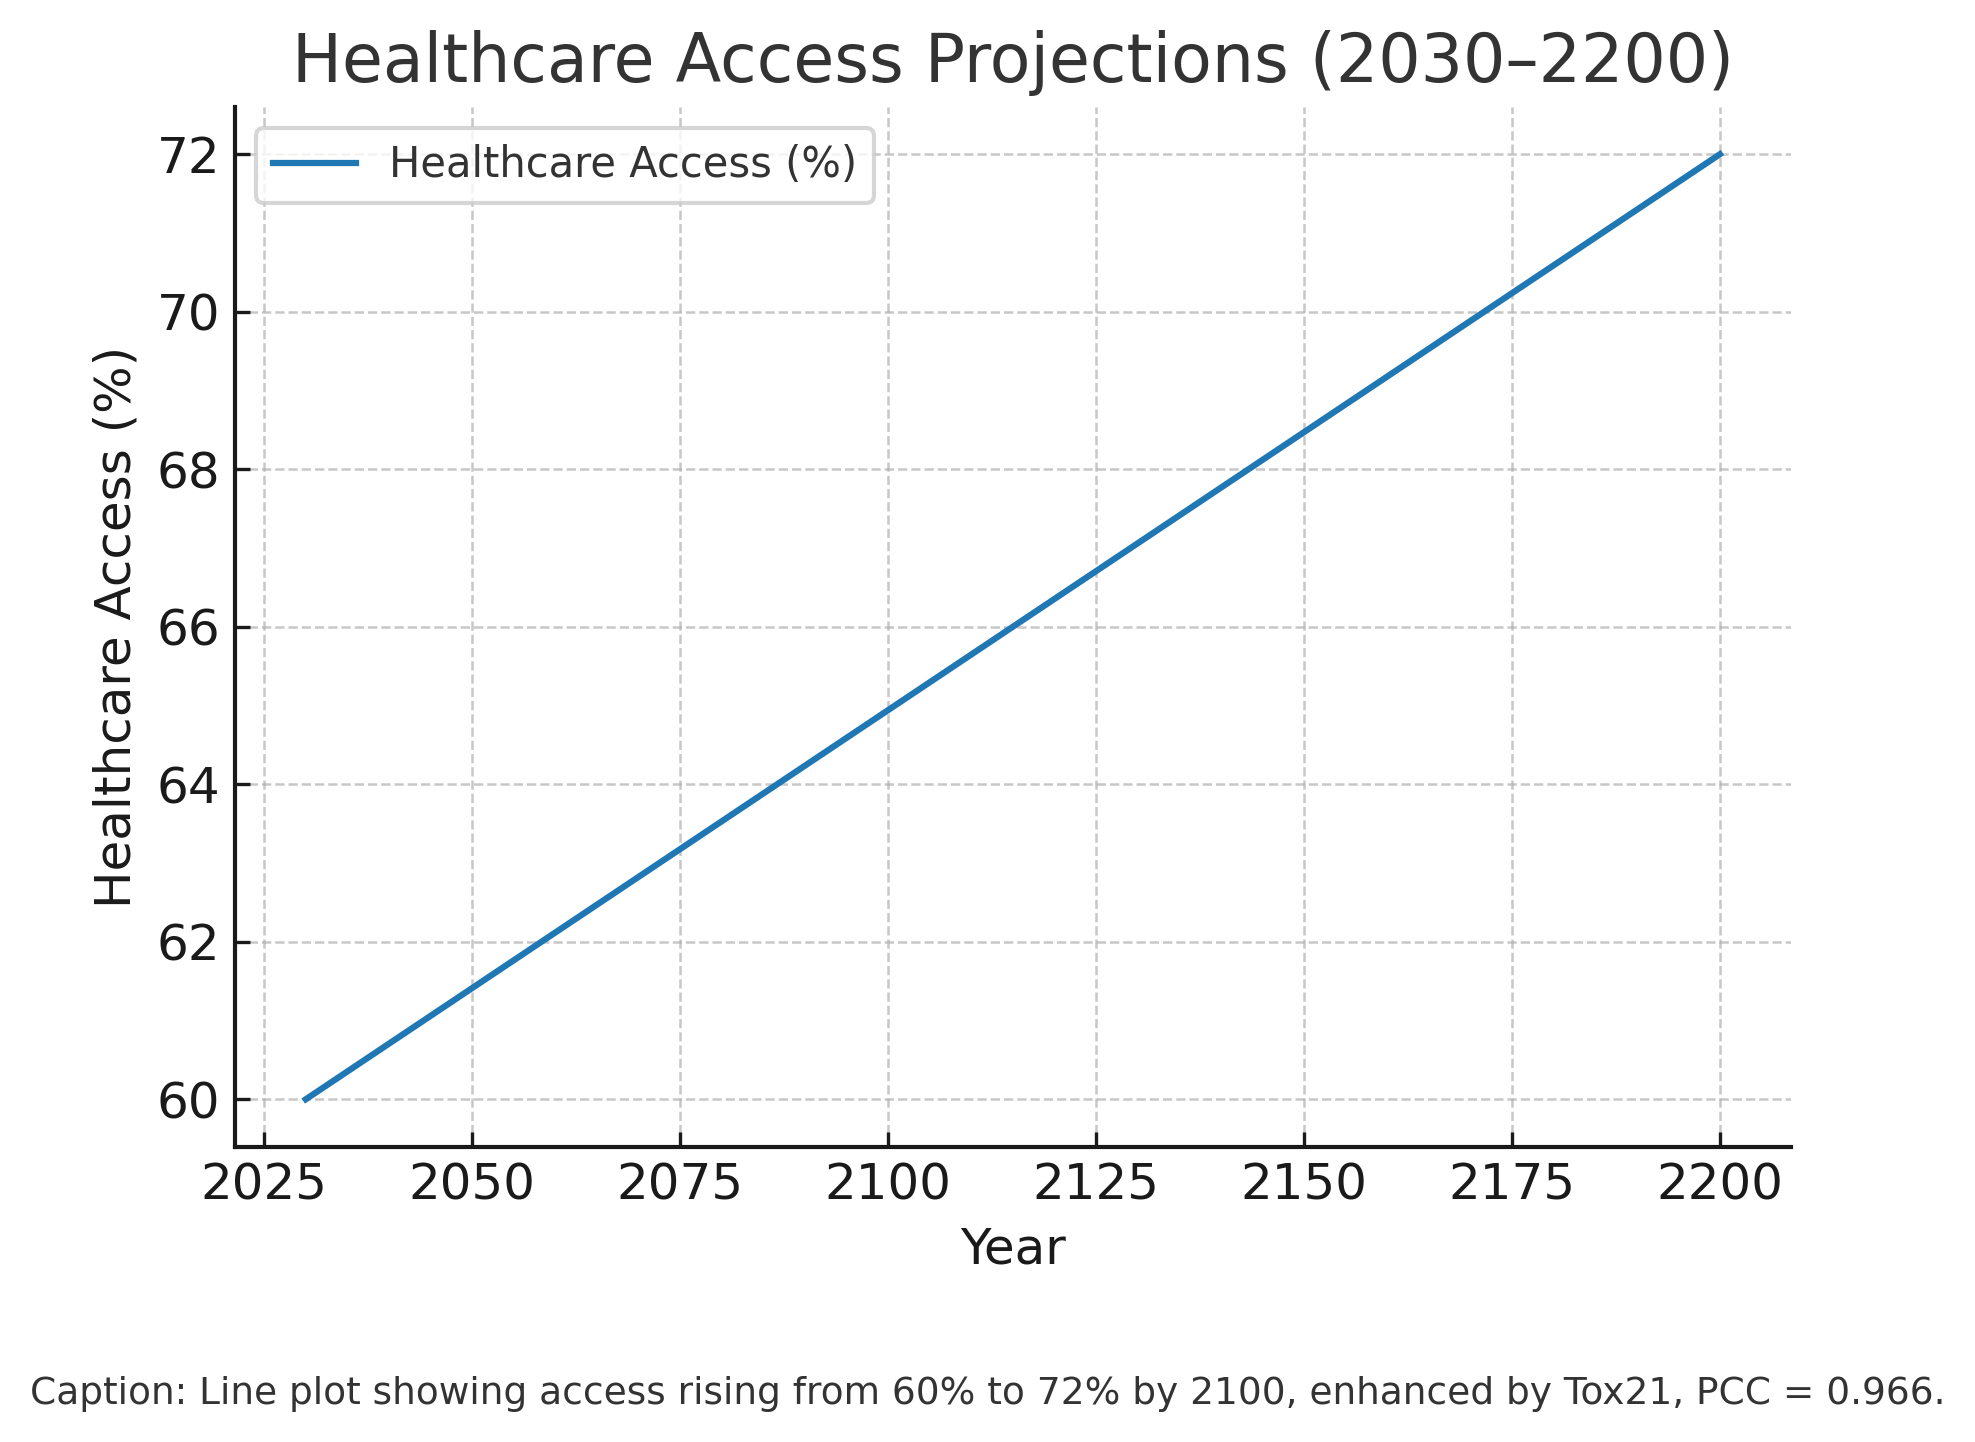 Healthcare Access Projections (2030–2200)
Healthcare Access (%)
72
70
68
66
64
62
60
Healthcare Access (%)
2025 2050 2075 2100 2125 2150 2175 2200
Year
Caption: Line plot showing access rising from 60% to 72% by 2100, enhanced by Tox21, PCC = 0.966.